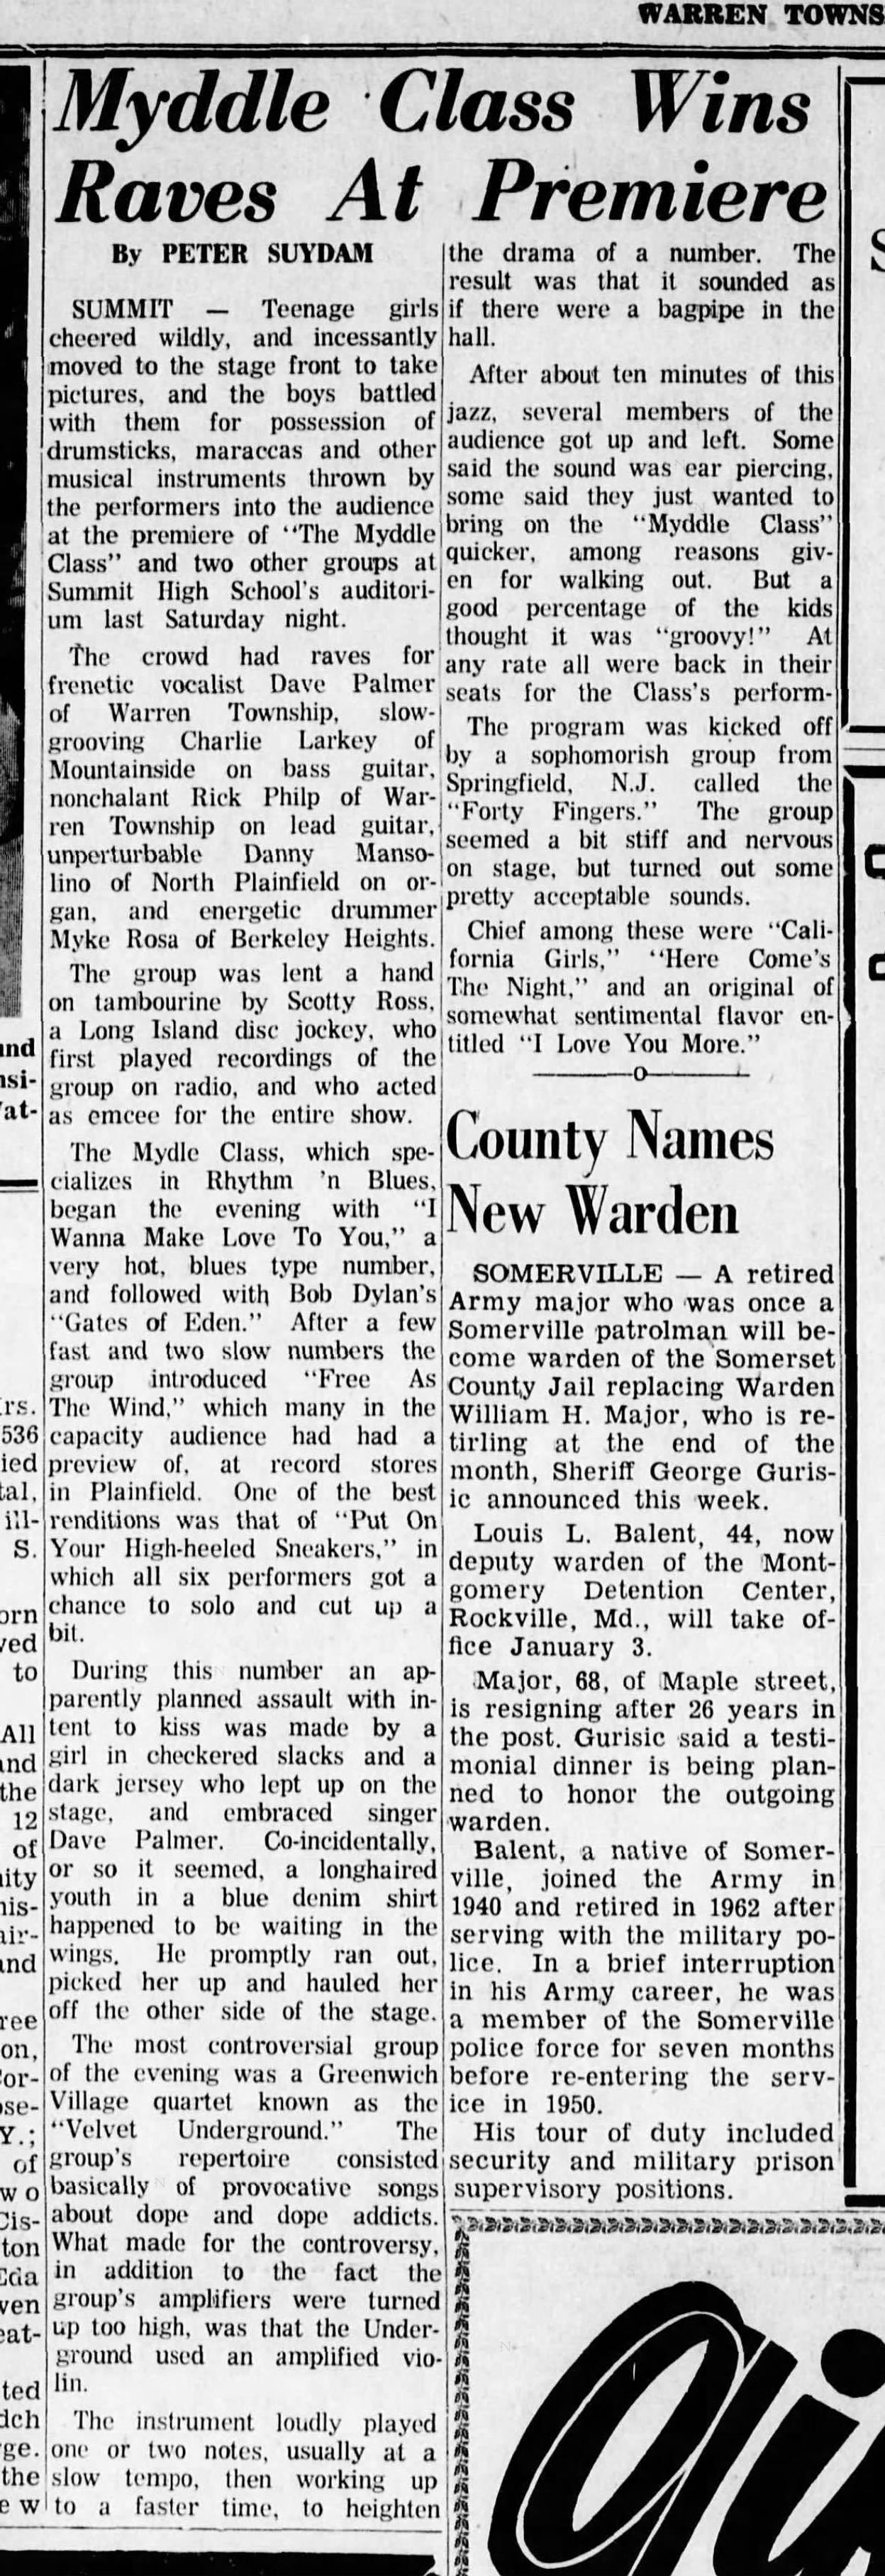 WARREN TOWNS
Myddle Class Wins
Raves At Premiere
By PETER SUYDAM
SUMMIT — Teenage girls
cheered wildly, and incessantly
moved to the stage front to take
pictures, and the boys battled
with them for possession of
drumsticks, maraccas and other
musical instruments thrown by
the performers into the audience
at the premiere of "The Myddle
Class" and two other groups at
Summit High School's auditori-
um last Saturday night.
The crowd had raves for
frenetic vocalist Dave Palmer
of Warren Township, slow-
grooving Charlie Larkey of
Mountainside on bass guitar,
nonchalant Rick Philp of War-
ren Township on lead guitar,
unperturbable Danny Manso-
lino of North Plainfield on or-
gan, and energetic drummer
Myke Rosa of Berkeley Heights.
The group was lent a hand
on tambourine by Scotty Ross,
a Long Island disc jockey, who
first played recordings of the
group on radio, and who acted
as emcee for the entire show.
The Mydle Class, which spe-
cializes in Rhythm 'n Blues,
began the evening with "I
Wanna Make Love To You," a
very hot, blues type number,
and followed with Bob Dylan's
"Gates of Eden." After a few
fast and two slow numbers the
group introduced "Free As
The Wind," which many in the
capacity audience had had a
preview of, at record stores
in Plainfield. One of the best
renditions was that of "Put On
Your High-heeled Sneakers," in
which all six performers got a
chance to solo and cut up a
bit.
During this number an ap-
parently planned assault with in-
tent to kiss was made by a
girl in checkered slacks and a
dark jersey who lept up on the
stage, and embraced singer
Dave Palmer. Co-incidentally,
or so it seemed, a longhaired
youth in a blue denim shirt
happened to be waiting in the
wings. He promptly ran out,
picked her up and hauled her
off the other side of the stage.
The most controversial group
of the evening was a Greenwich
Village quartet known as the
"Velvet Underground." The
group's repertoire consisted
basically of provocative songs
about dope and dope addicts.
What made for the controversy,
in addition to the fact the
group's amplifiers were turned
up too high, was that the Under-
ground used an amplified vio-
lin.
The instrument loudly played
one or two notes, usually at a
slow tempo, then working up
to a faster time, to heighten
the drama of a number. The
result was that it sounded as
if there were a bagpipe in the
hall.
After about ten minutes of this
jazz, several members of the
audience got up and left. Some
said the sound was ear piercing,
some said they just wanted to
bring on the "Myddle Class"
quicker, among reasons giv-
en for walking out. But a
good percentage of the kids
thought it was "groovy!" At
any rate all were back in their
seats for the Class's perform-
The program was kicked off
by a sophomorish group from
Springfield, N.J. called the
"Forty Fingers." The group
seemed a bit stiff and nervous
on stage, but turned out some
pretty acceptable sounds.
Chief among these were "Cali-
fornia Girls," "Here Come's
The Night," and an original of
somewhat sentimental flavor en-
titled "I Love You More."
County Names
New Warden
SOMERVILLE — A retired
Army major who was once a
Somerville patrolman will be-
come warden of the Somerset
County Jail replacing Warden
William H. Major, who is re-
tirling at the end of the
month, Sheriff George Guris-
ic announced this week.
Louis L. Balent, 44, now
deputy warden of the Mont-
gomery Detention Center,
Rockville, Md., will take of-
fice January 3.
Major, 68, of Maple street,
is resigning after 26 years in
the post. Gurisic said a testi-
monial dinner is being plan-
ned to honor the outgoing
warden.
Balent, a native of Somer-
ville, joined the Army in
1940 and retired in 1962 after
serving with the military po-
lice. In a brief interruption
in his Army career, he was
a member of the Somerville
police force for seven months
before re-entering the serv-
ice in 1950.
His tour of duty included
security and military prison
supervisory positions.